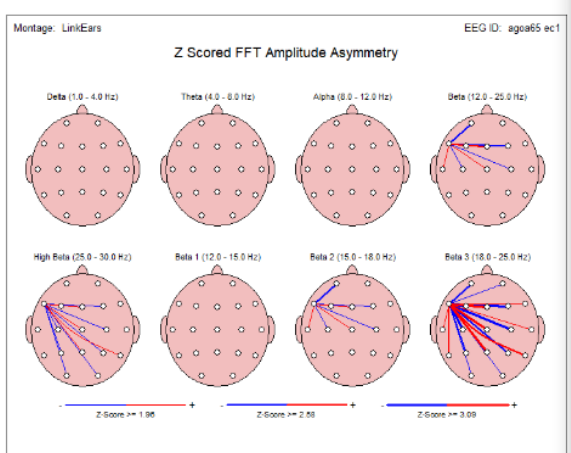 Montage: LinkEars EEG ID: agoa65 ec1
Z Scored FFT Amplitude Asymmetry
Delta (1.0 - 4.0 Hz) Theta (4.0 - 8.0 Hz) Alpha (8.0 - 12.0 Hz) Beta (12.0 - 25.0 Hz)
High Beta (25.0 - 30.0 Hz) Beta 1 (12.0 - 15.0 Hz) Beta 2 (15.0 - 18.0 Hz) Beta 3 (18.0 - 25.0 Hz)
- + - + - +
Z-Score >= 1.96 Z-Score >= 2.58 Z-Score >= 3.09